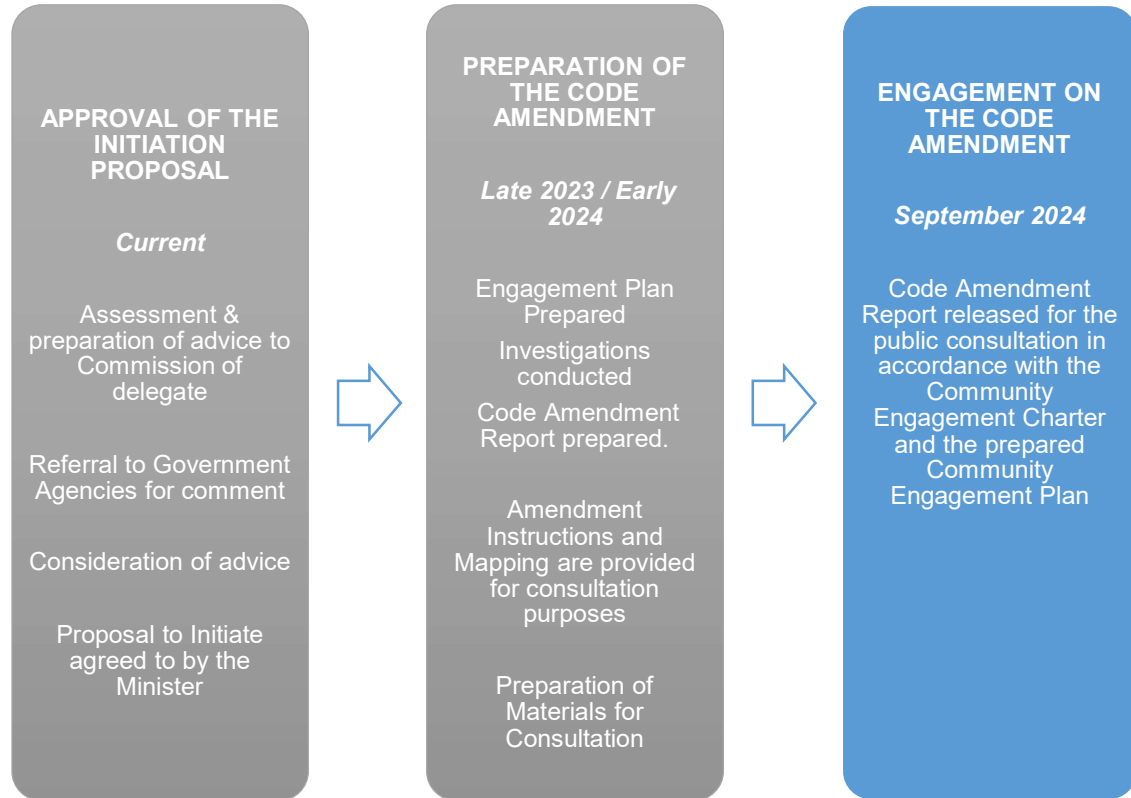 APPROVAL OF THE
INITIATION
PROPOSAL
Current
Assessment &
preparation of advice to
Commission of
delegate
Referral to Government
Agencies for comment
Consideration of advice
Proposal to Initiate
agreed to by the
Minister
PREPARATION OF
THE CODE
AMENDMENT
Late 2023 / Early
2024
Engagement Plan
Prepared
Investigations
conducted
Code Amendment
Report prepared.
Amendment
Instructions and
Mapping are provided
for consultation
purposes
Preparation of
Materials for
Consultation
ENGAGEMENT ON
THE CODE
AMENDMENT
September 2024
Code Amendment
Report released for the
public consultation in
accordance with the
Community
Engagement Charter
and the prepared
Community
Engagement Plan